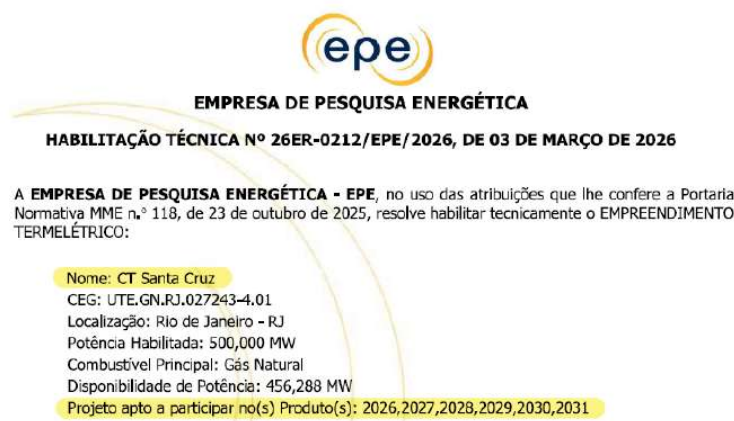 epe
EMPRESA DE PESQUISA ENERGÉTICA
HABILITAÇÃO TÉCNICA Nº 26ER-0212/EPE/2026, DE 03 DE MARÇO DE 2026
A EMPRESA DE PESQUISA ENERGÉTICA - EPE, no uso das atribuições que lhe confere a Portaria
Normativa MME n.º 118, de 23 de outubro de 2025, resolve habilitar tecnicamente o EMPREENDIMENTO
TERMELÉTRICO:
Nome: CT Santa Cruz
CEG: UTE.GN.RJ.027243-4.01
Localização: Rio de Janeiro - RJ
Potência Habilitada: 500,000 MW
Combustível Principal: Gás Natural
Disponibilidade de Potência: 456,288 MW
Projeto apto a participar no(s) Produto(s): 2026,2027,2028,2029,2030,2031